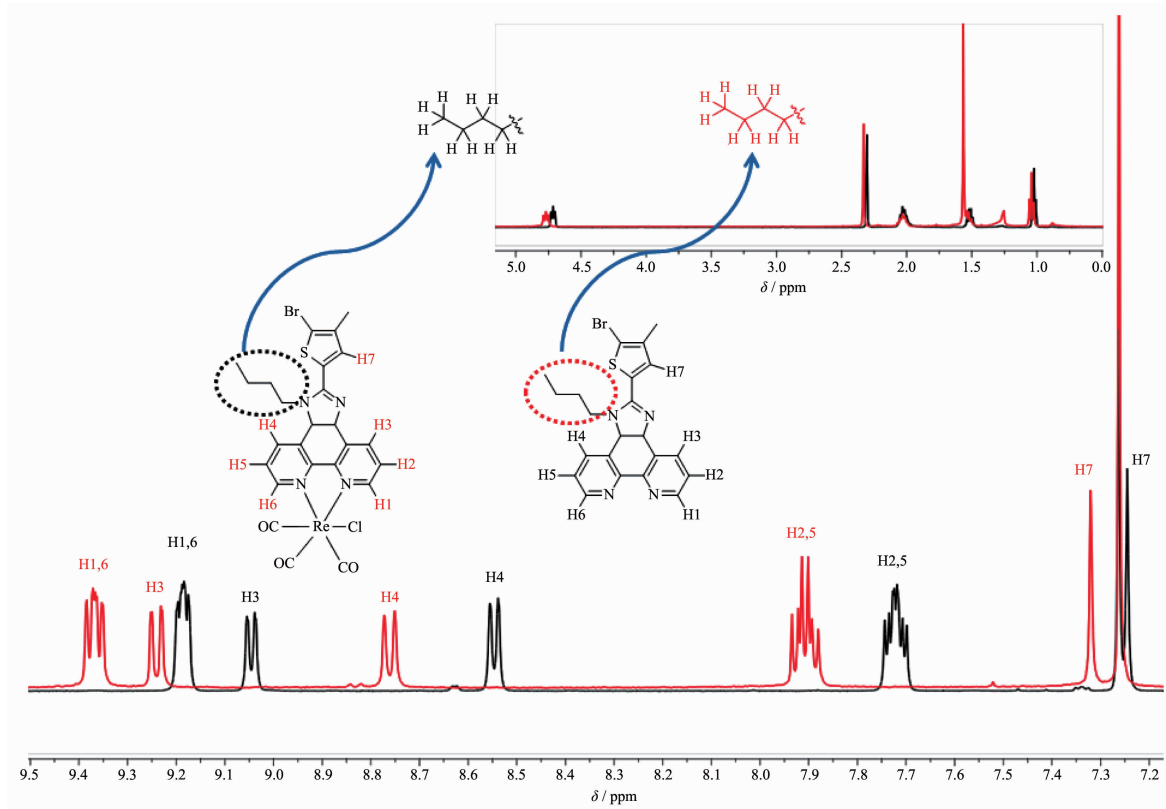 H
H H H
H
H
H H H H
H
H H H
H
H
H H H H
5.0 4.5 4.0 3.5 3.0 2.5 2.0 1.5 1.0 0.0
δ / ppm
Br
S
H7
N N
H4 H3
H5 H2
N N
H6 H1
OC Re Cl
OC CO
Br
S
H7
N N
H4 H3
H5 H2
N N
H6 H1
H1,6
H3
H1,6
H3
H4
H4
H2,5
H2,5
H7
H7
9.5 9.4 9.3 9.2 9.1 9.0 8.9 8.8 8.7 8.6 8.5 8.4 8.3 8.2 8.1 8.0 7.9 7.8 7.7 7.6 7.5 7.4 7.3 7.2
δ / ppm